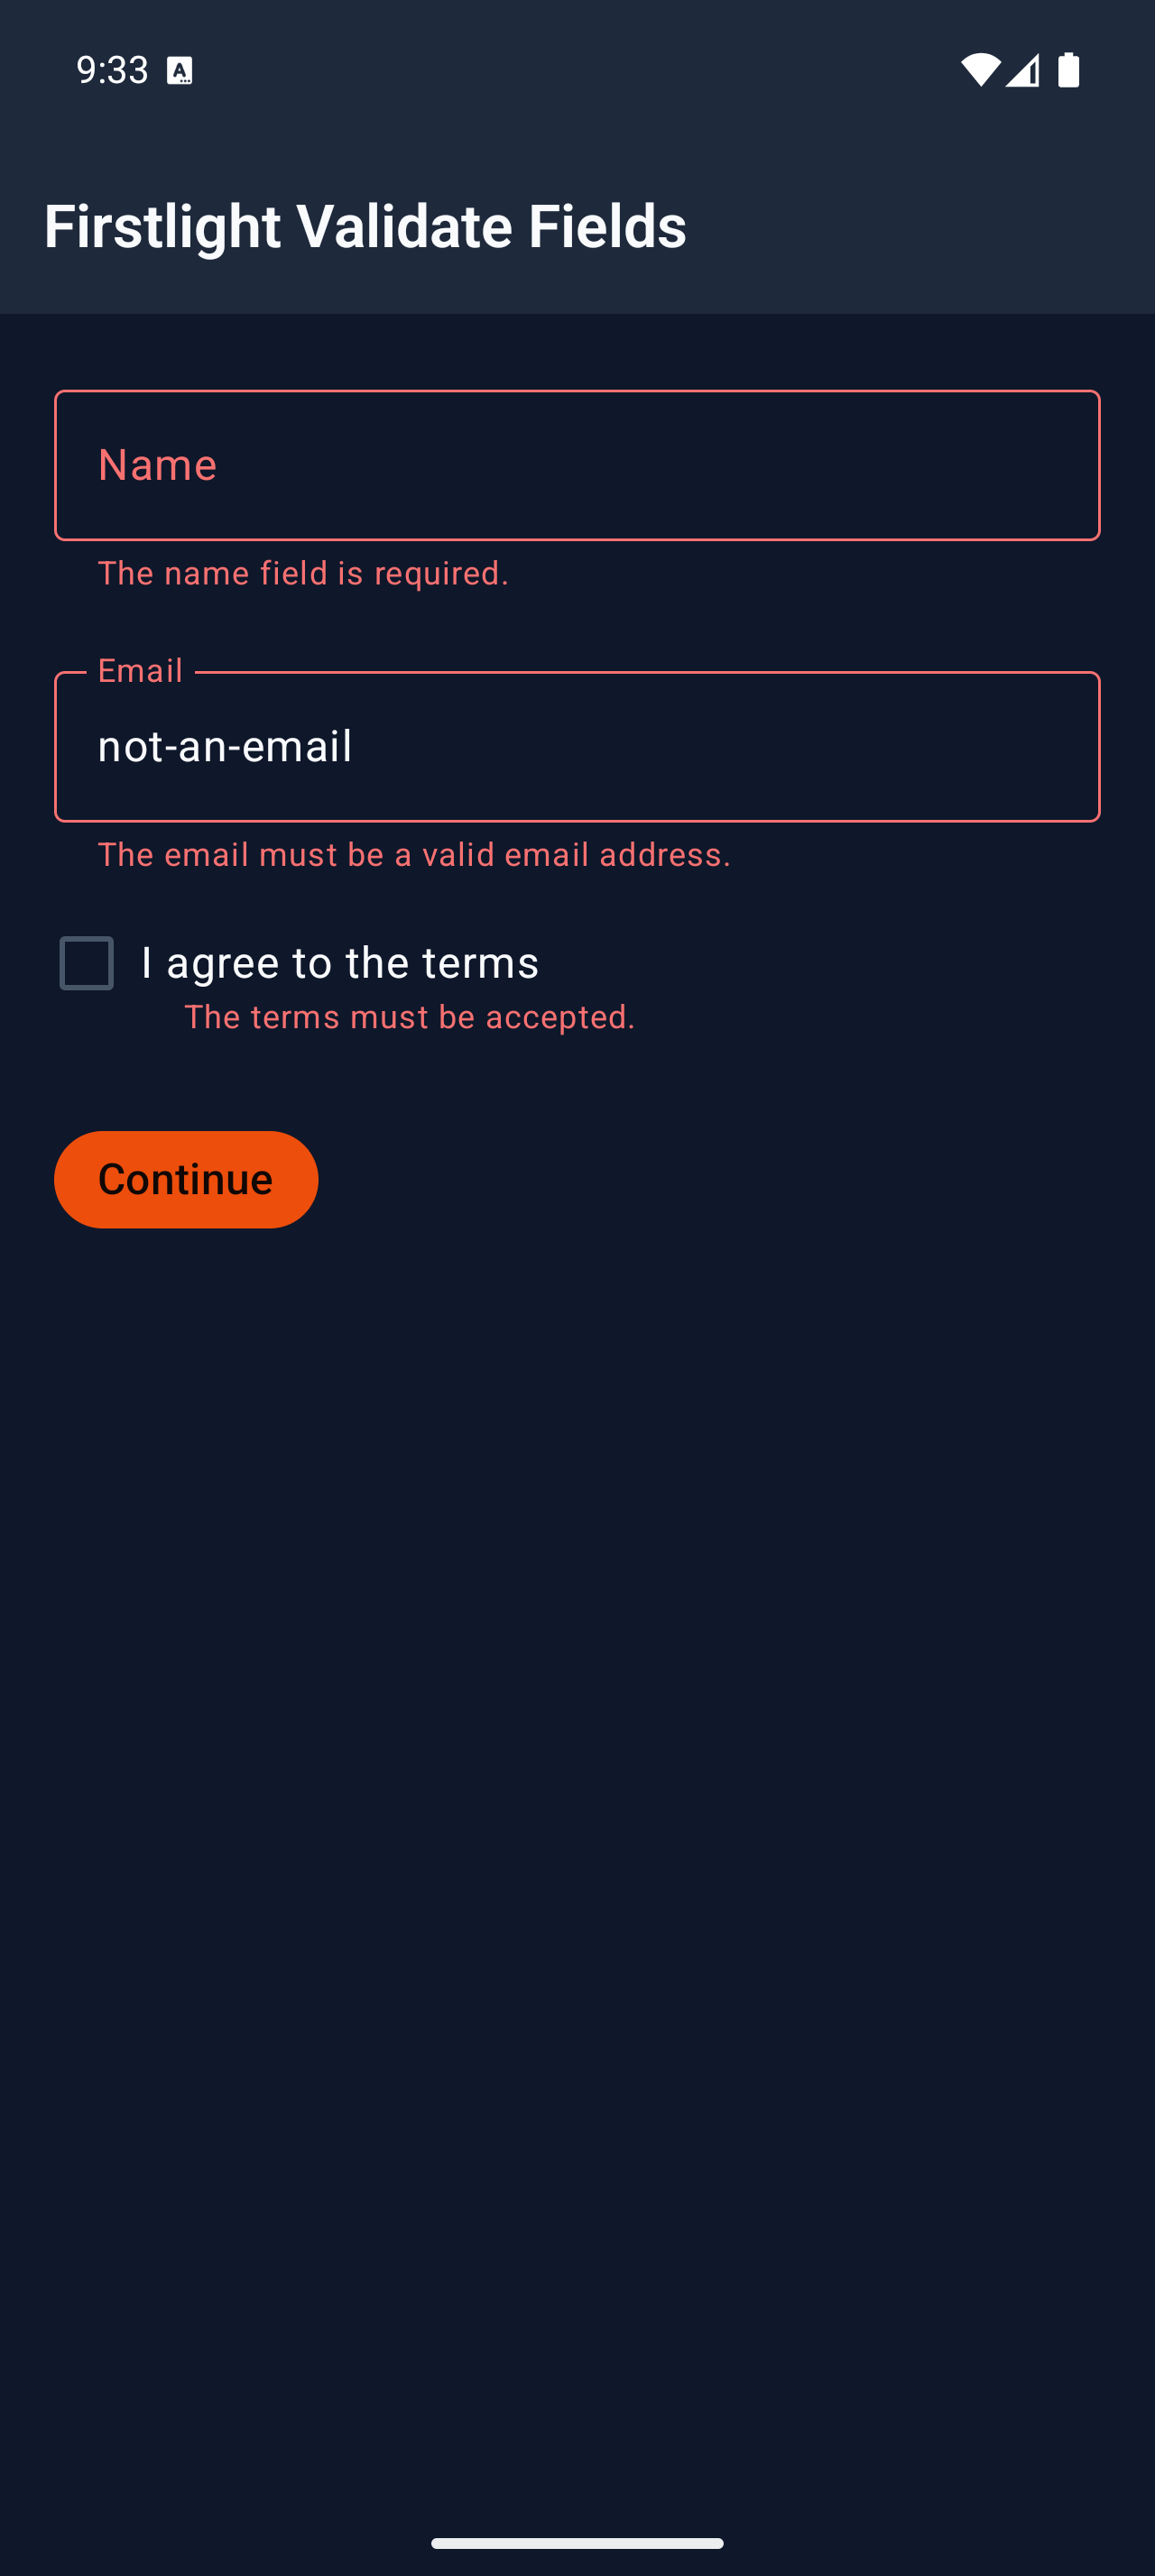 9:33
Firstlight Validate Fields
Name
The name field is required.
Email
not-an-email
The email must be a valid email address.
I agree to the terms
The terms must be accepted.
Continue